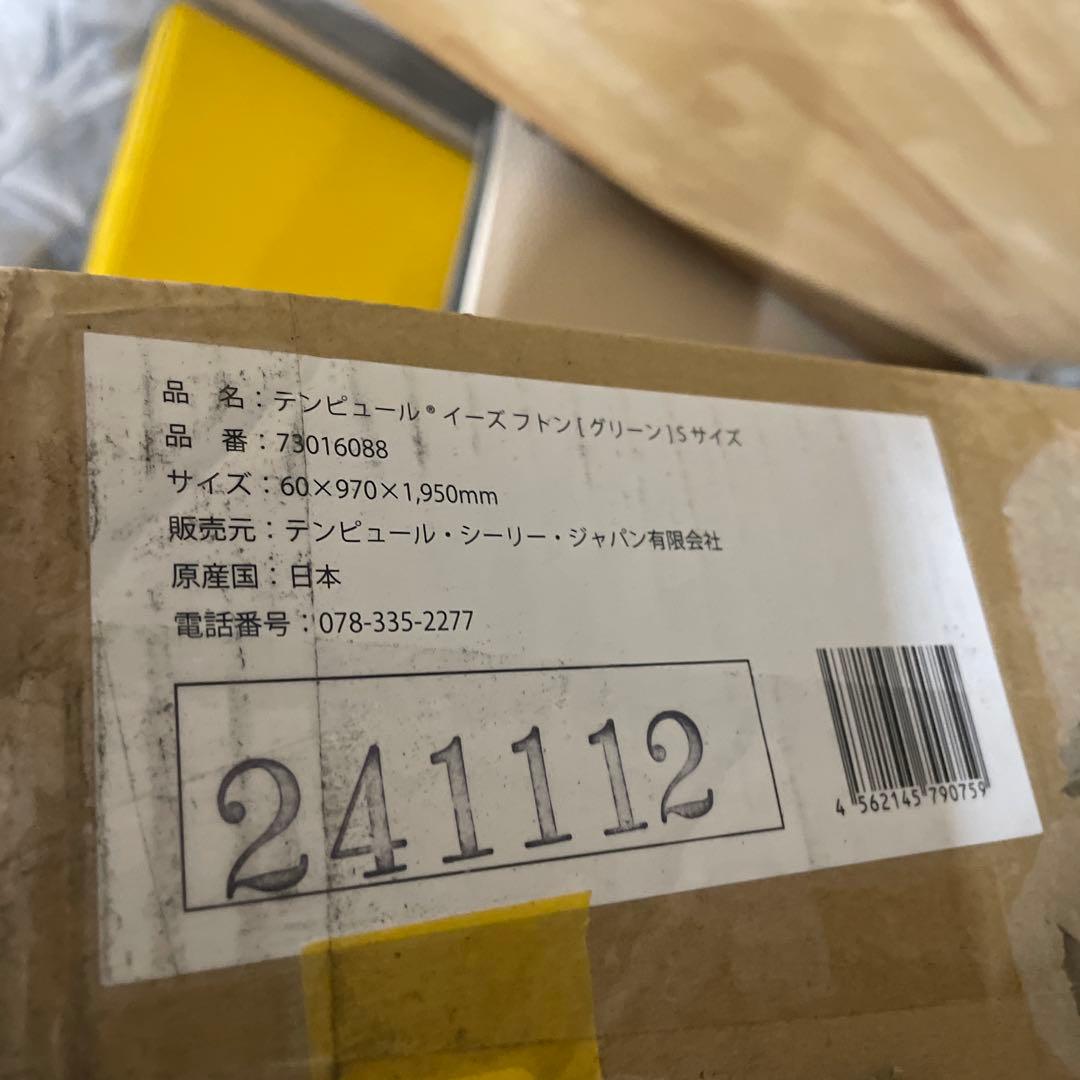 品　名：テンピュール®イーズ フトン [ グリーン ] S サイズ
品　番：73016088
サイズ：60×970×1,950mm
販売元：テンピュール・シーリー・ジャパン有限会社
原産国：日本
電話番号：078-335-2277
241112
4 562145 790759